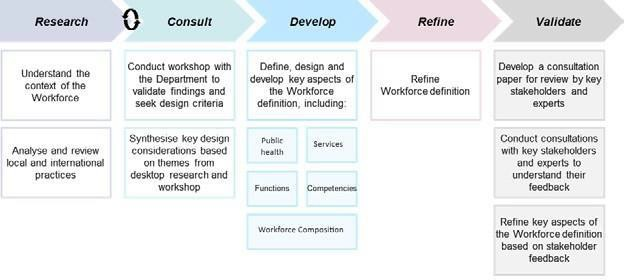 Research
Consult
Develop
Refine
Validate
Understand the
context of the
Workforce
Analyse and review
local and international
practices
Conduct workshop with
the Department to
validate findings and
seek design criteria
Synthesise key design
considerations based
on themes from
desktop research and
workshop
Define, design and
develop key aspects of
the Workforce
definition, including:
Public
health
Services
Functions
Competencies
Workforce Composition
Refine
Workforce definition
Develop a consultation
paper for review by key
stakeholders and
experts
Conduct consultations
with key stakeholders
and experts to
understand their
feedback
Refine key aspects of
the Workforce definition
based on stakeholder
feedback